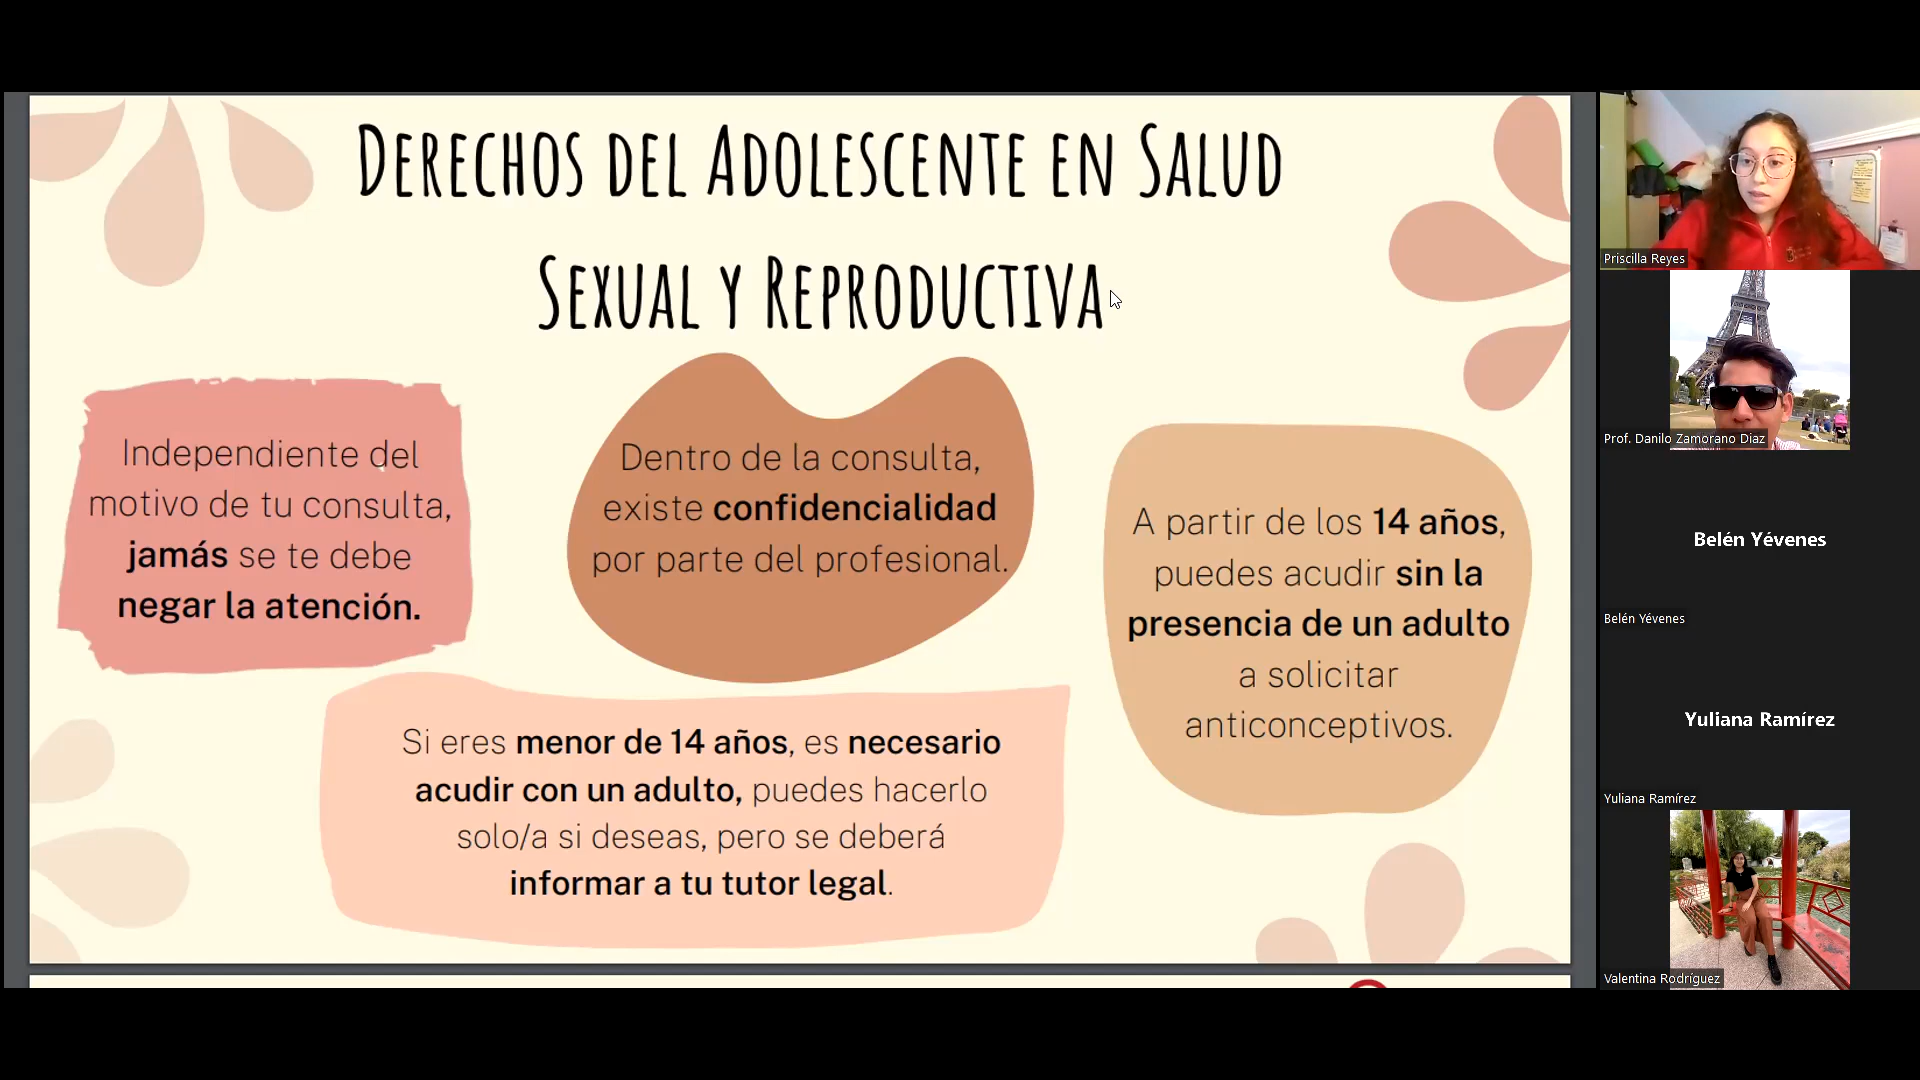 Derechos del Adolescente en Salud
Sexual y Reproductiva
Independiente del
motivo de tu consulta,
jamás se te debe
negar la atención.
Dentro de la consulta,
existe confidencialidad
por parte del profesional.
A partir de los 14 años,
puedes acudir sin la
presencia de un adulto
a solicitar
anticonceptivos.
Si eres menor de 14 años, es necesario
acudir con un adulto, puedes hacerlo
solo/a si deseas, pero se deberá
informar a tu tutor legal.
Priscilla Reyes
Prof. Danilo Zamorano Diaz
Belén Yévenes
Belén Yévenes
Yuliana Ramírez
Yuliana Ramírez
Valentina Rodríguez